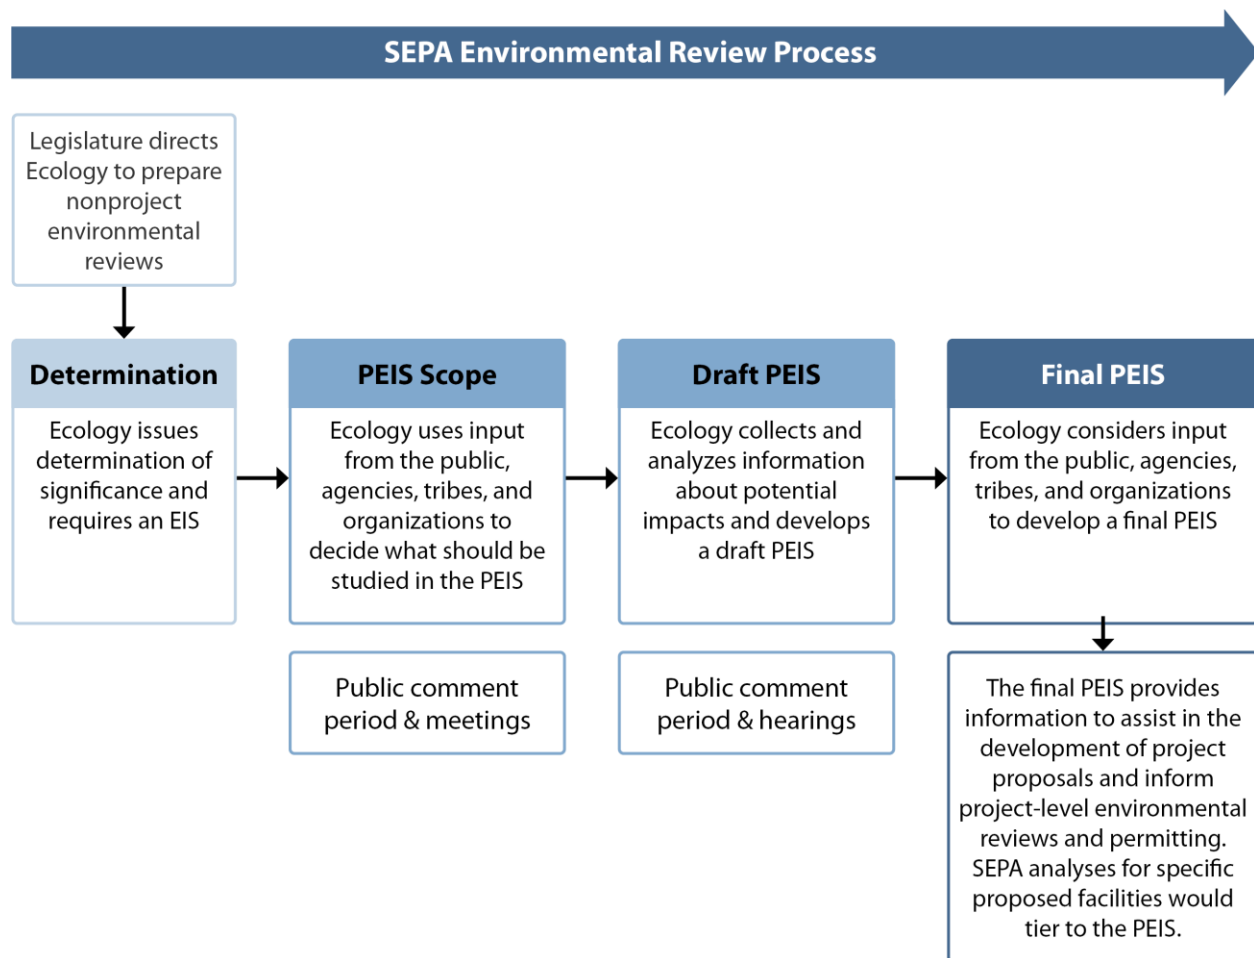 SEPA Environmental Review Process
Legislature directs
Ecology to prepare
nonproject
environmental
reviews
Determination
Ecology issues
determination of
significance and
requires an EIS
PEIS Scope
Ecology uses input
from the public,
agencies, tribes, and
organizations to
decide what should be
studied in the PEIS
Public comment
period & meetings
Draft PEIS
Ecology collects and
analyzes information
about potential
impacts and develops
a draft PEIS
Public comment
period & hearings
Final PEIS
Ecology considers input
from the public, agencies,
tribes, and organizations
to develop a final PEIS
The final PEIS provides
information to assist in the
development of project
proposals and inform
project-level environmental
reviews and permitting.
SEPA analyses for specific
proposed facilities would
tier to the PEIS.